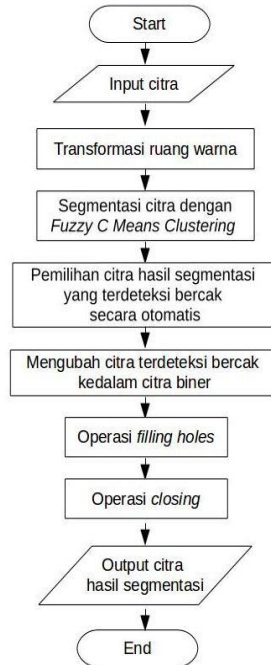 Start
Input citra
Transformasi ruang warna
Segmentasi citra dengan
Fuzzy C Means Clustering
Pemilihan citra hasil segmentasi
yang terdeteksi bercak
secara otomatis
Mengubah citra terdeteksi bercak
kedalam citra biner
Operasi filling holes
Operasi closing
Output citra
hasil segmentasi
End